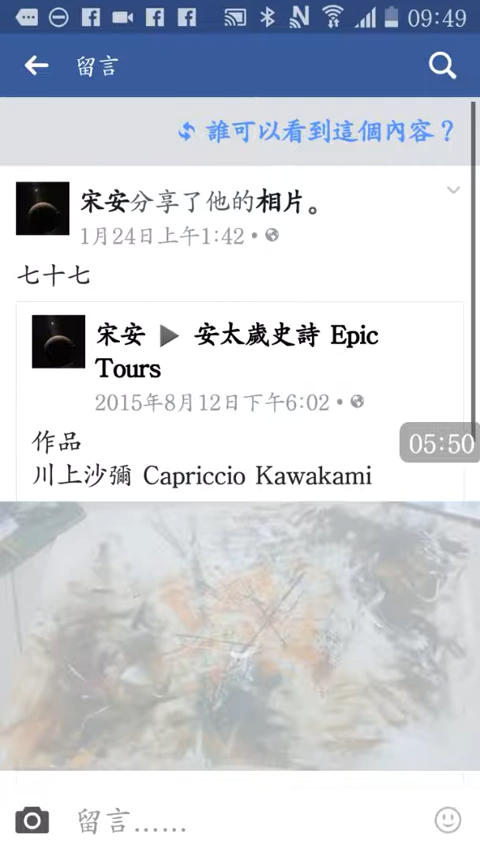 09:49
留言
誰可以看到這個內容？
宋安分享了他的相片。
1月24日上午1:42 •
七十七
宋安 ▶ 安太歲史詩 Epic
Tours
2015年8月12日下午6:02 •
作品
05:50
川上沙彌 Capriccio Kawakami
留言……